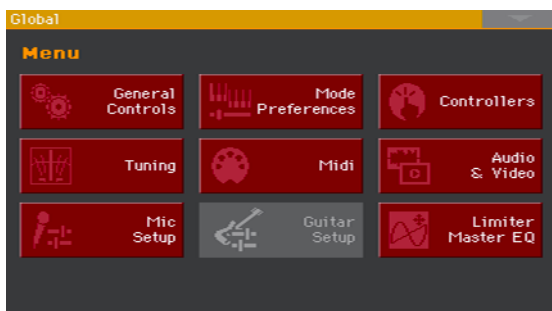 Global
Menu
General
Controls
Mode
Preferences
Controllers
Tuning
Midi
Audio
& Video
Mic
Setup
Guitar
Setup
Limiter
Master EQ